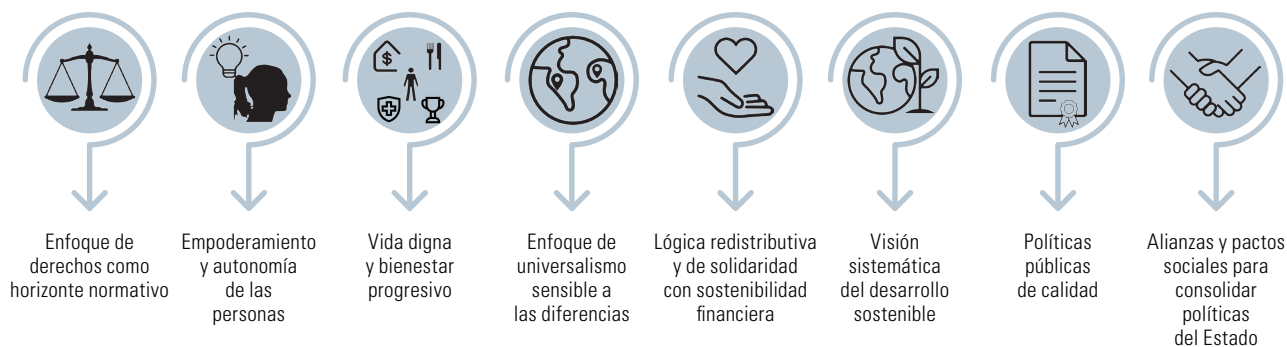 $
Enfoque de
derechos como
horizonte normativo
Empoderamiento
y autonomía
de las
personas
Vida digna
y bienestar
progresivo
Enfoque de
universalismo
sensible a
las diferencias
Lógica redistributiva
y de solidaridad
con sostenibilidad
financiera
Visión
sistemática
del desarrollo
sostenible
Políticas
públicas
de calidad
Alianzas y pactos
sociales para
consolidar
políticas
del Estado